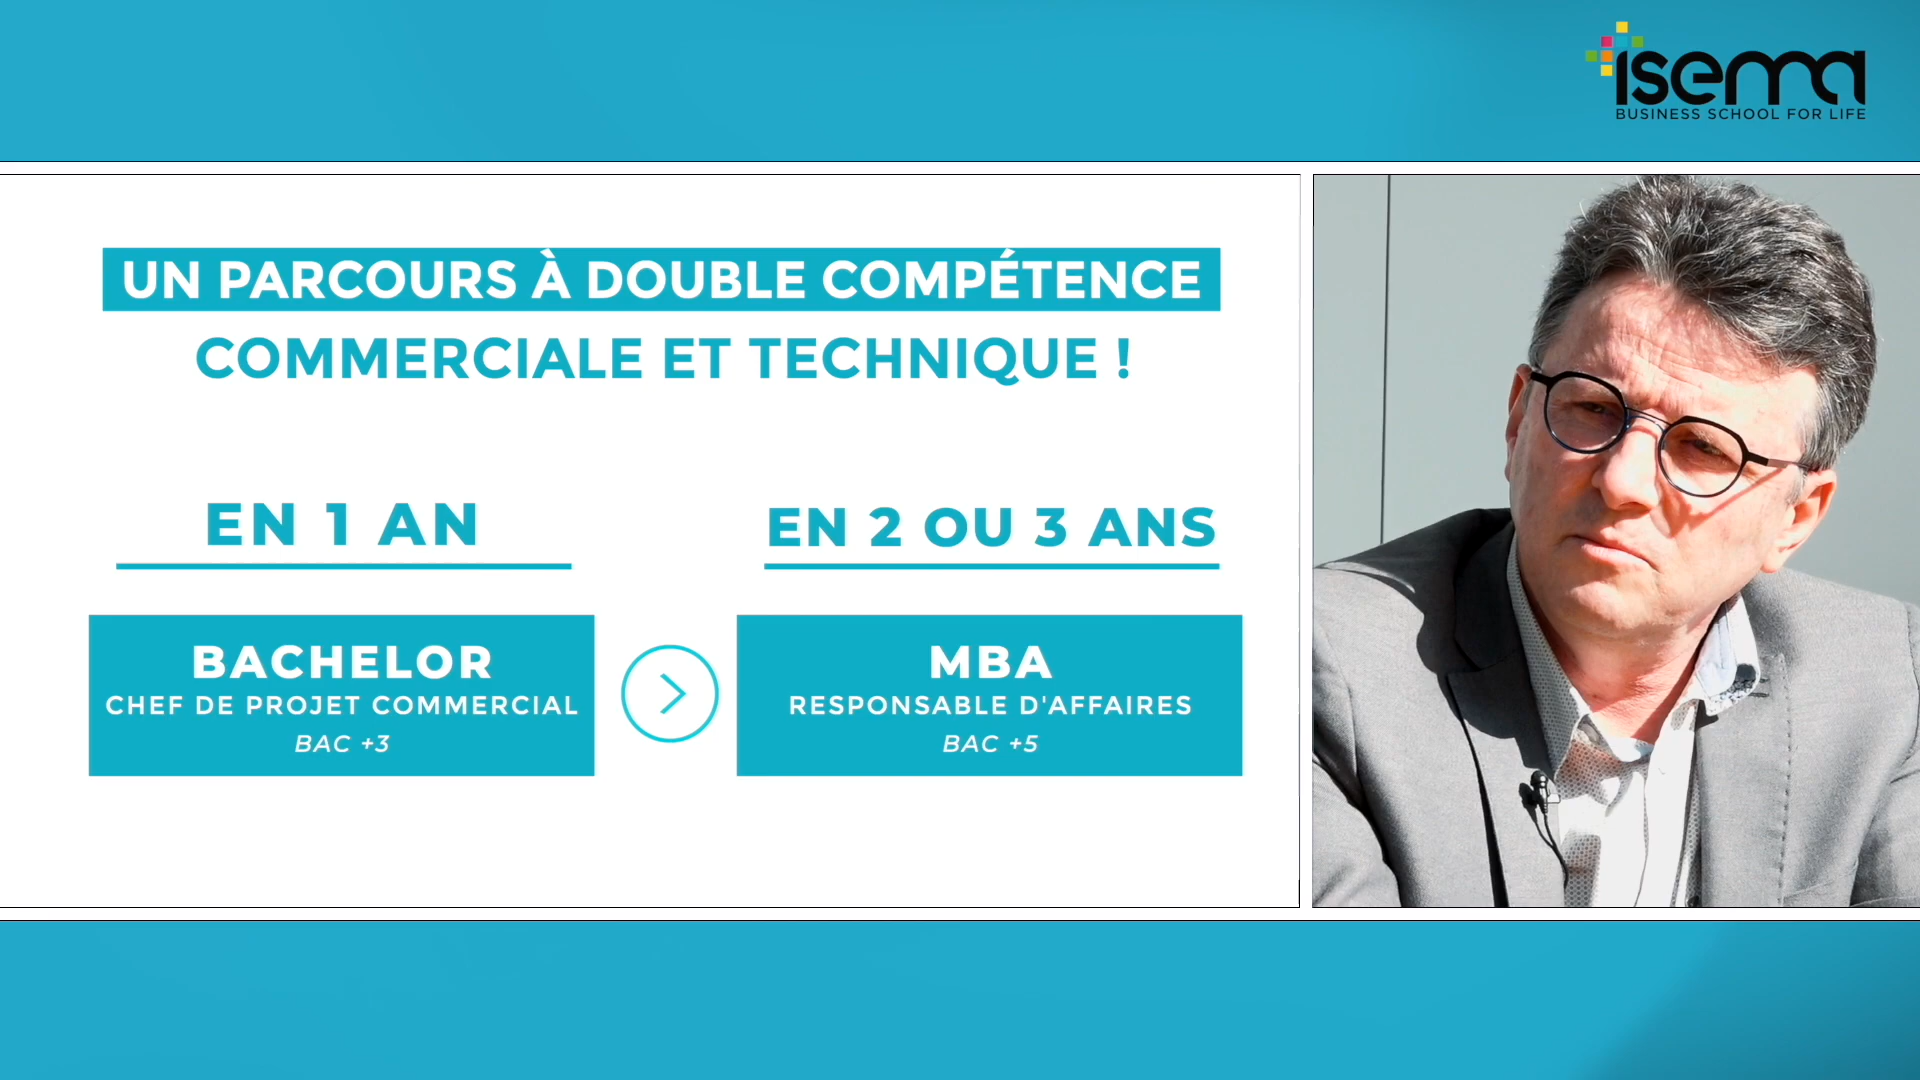 isema
BUSINESS SCHOOL FOR LIFE
UN PARCOURS À DOUBLE COMPÉTENCE
COMMERCIALE ET TECHNIQUE !
EN 1 AN
BACHELOR
CHEF DE PROJET COMMERCIAL
BAC +3
EN 2 OU 3 ANS
MBA
RESPONSABLE D'AFFAIRES
BAC +5